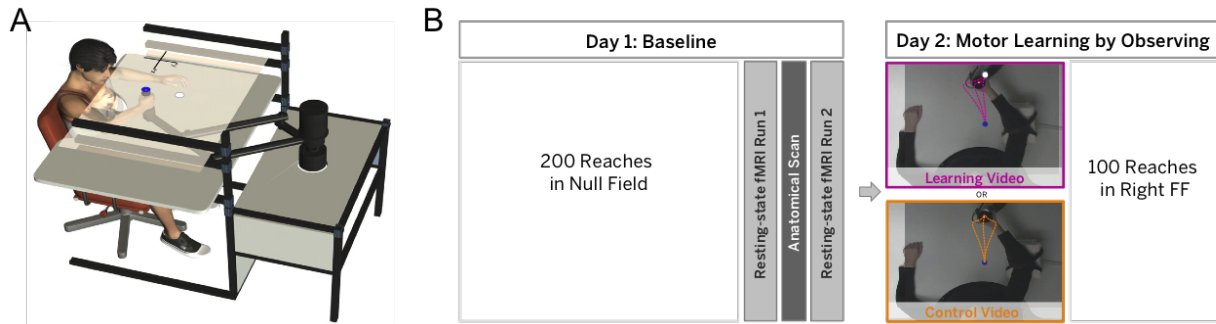 A
B
Day 1: Baseline
200 Reaches
in Null Field
Resting-state fMRI Run 1
Anatomical Scan
Resting-state fMRI Run 2
Day 2: Motor Learning by Observing
Learning Video
OR
Control Video
100 Reaches
in Right FF